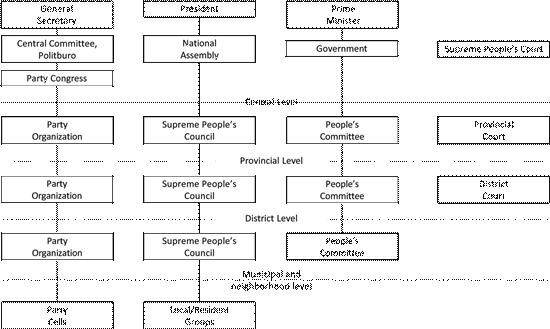 General
Secretary
President
Prime
Minister
Central Committee,
Politburo
National
Assembly
Government
Supreme People's Court
Party Congress
Central Level
Party
Organization
Supreme People's
Council
People's
Committee
Provincial
Court
Provincial Level
Party
Organization
Supreme People's
Council
People's
Committee
District
Court
District Level
Party
Organization
Supreme People's
Council
People's
Committee
Municipal and
neighborhood level
Party
Cells
Local/Resident
Groups